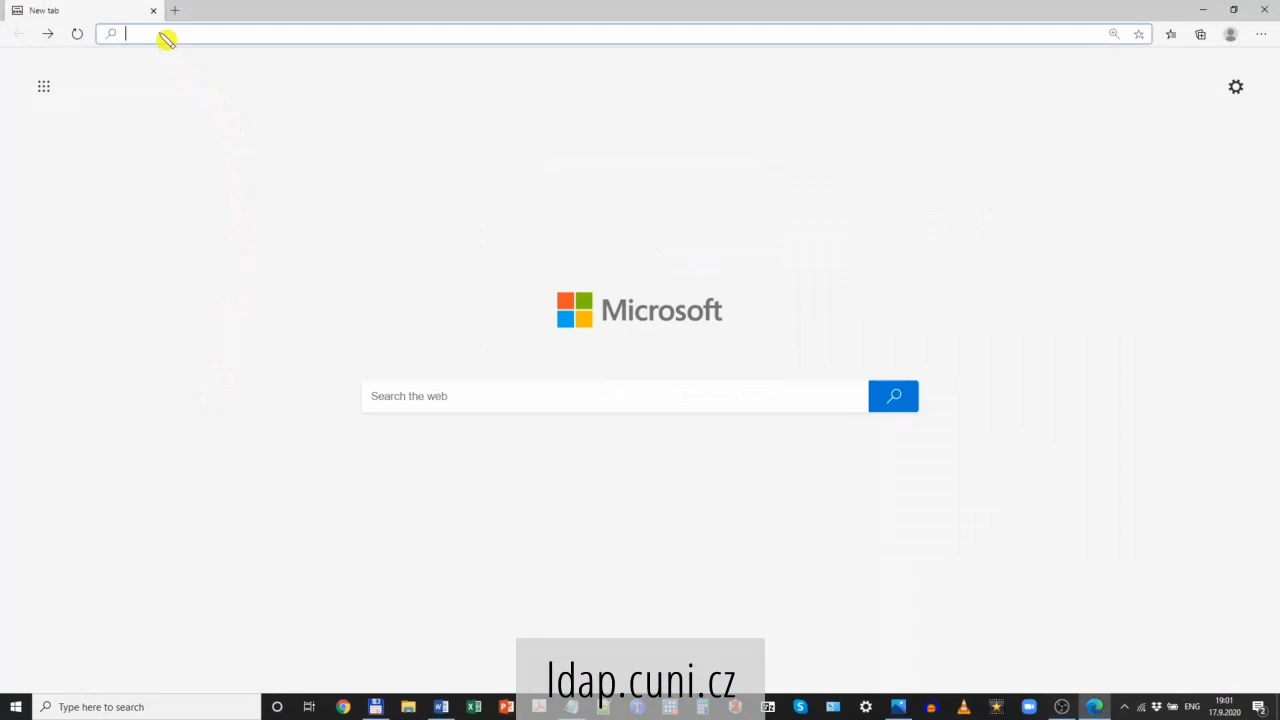 New tab
Microsoft
Search the web
ldap.cuni.cz
Type here to search
ENG
19:01
17.9.2020
2